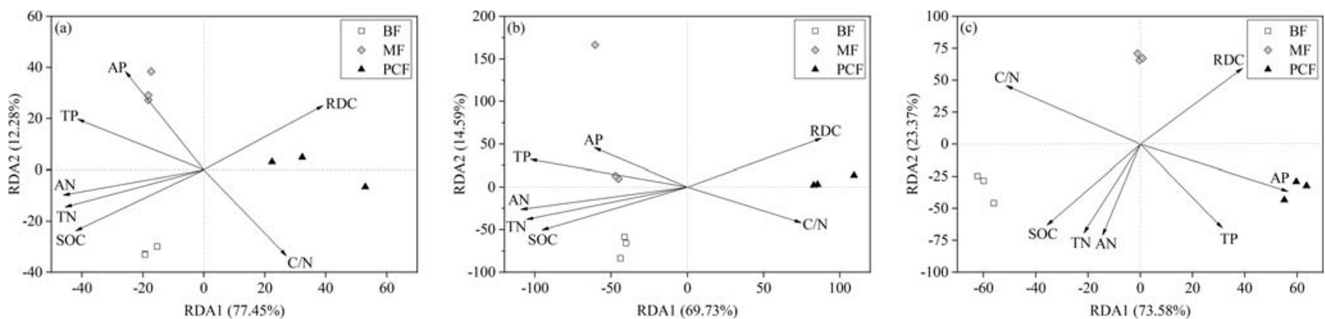 (a)
BF
MF
PCF
60
40
20
0
-20
-40
-40
-20
0
20
40
60
RDA2 (12.28%)
RDA1 (77.45%)
AP
TP
AN
TN
SOC
RDC
C/N
(b)
BF
MF
PCF
200
150
100
50
0
-50
-100
-100
-50
0
50
100
RDA2 (14.59%)
RDA1 (69.73%)
AP
TP
AN
TN
SOC
RDC
C/N
(c)
BF
MF
PCF
100
75
50
25
0
-25
-50
-75
-100
-60
-40
-20
0
20
40
60
RDA2 (23.37%)
RDA1 (73.58%)
C/N
RDC
AP
TP
SOC
TN
AN